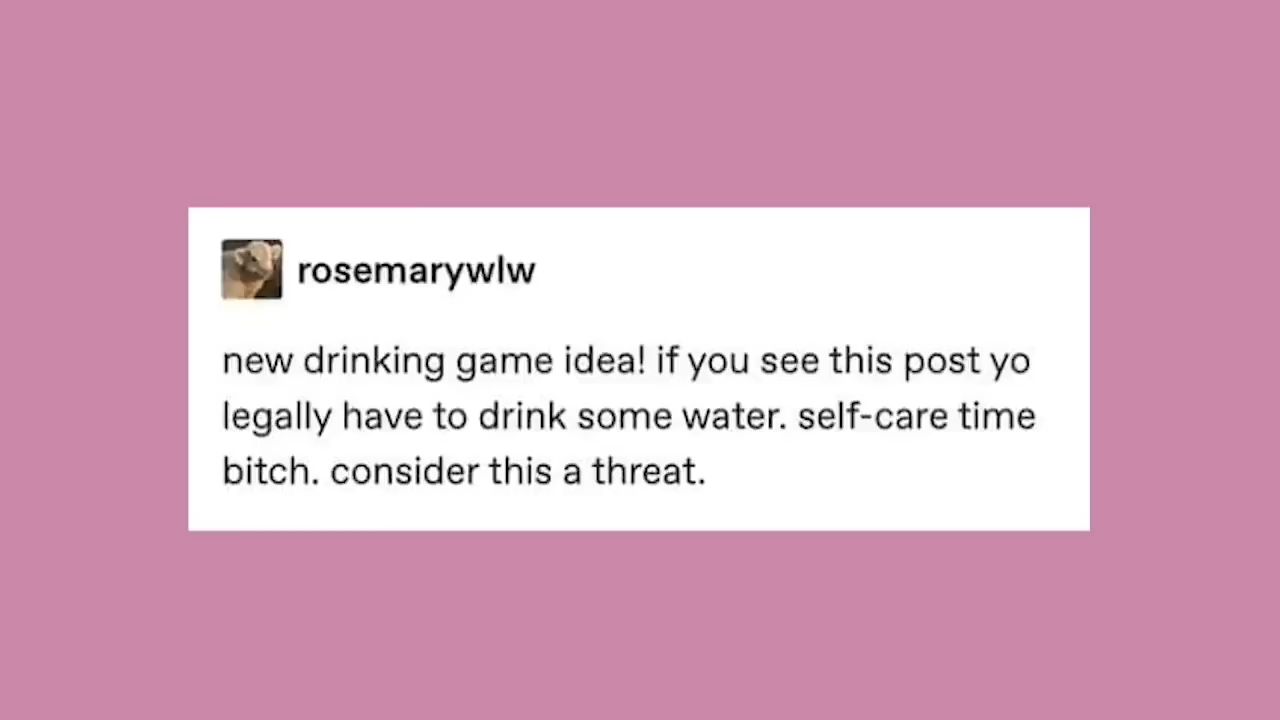 rosemarywlw
new drinking game idea! if you see this post yo
legally have to drink some water. self-care time
bitch. consider this a threat.